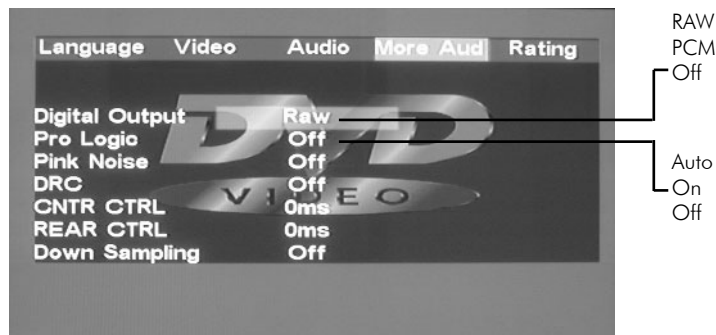 Language Video Audio More Aud Rating
Digital Output Raw
Pro Logic Off
Pink Noise Off
DRC Off
CNTR CTRL 0ms
REAR CTRL 0ms
Down Sampling Off
DVD
VIDEO
RAW
PCM
Off
Auto
On
Off